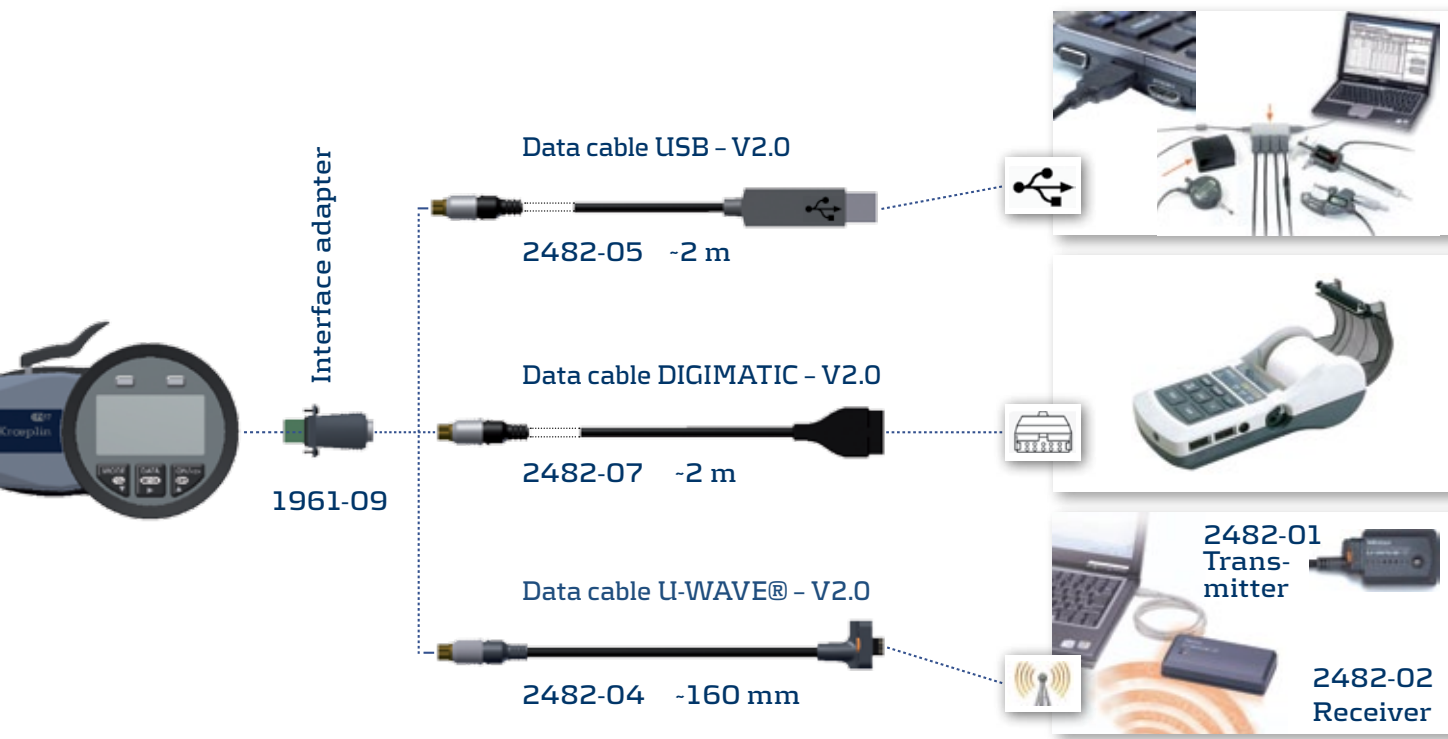 Interface adapter
1961-09
Kroeplin
MODE
DATA
Data cable USB – V2.0
2482-05 ~2 m
Data cable DIGIMATIC – V2.0
2482-07 ~2 m
Data cable U-WAVE® – V2.0
2482-04 ~160 mm
2482-01
Trans-
mitter
2482-02
Receiver